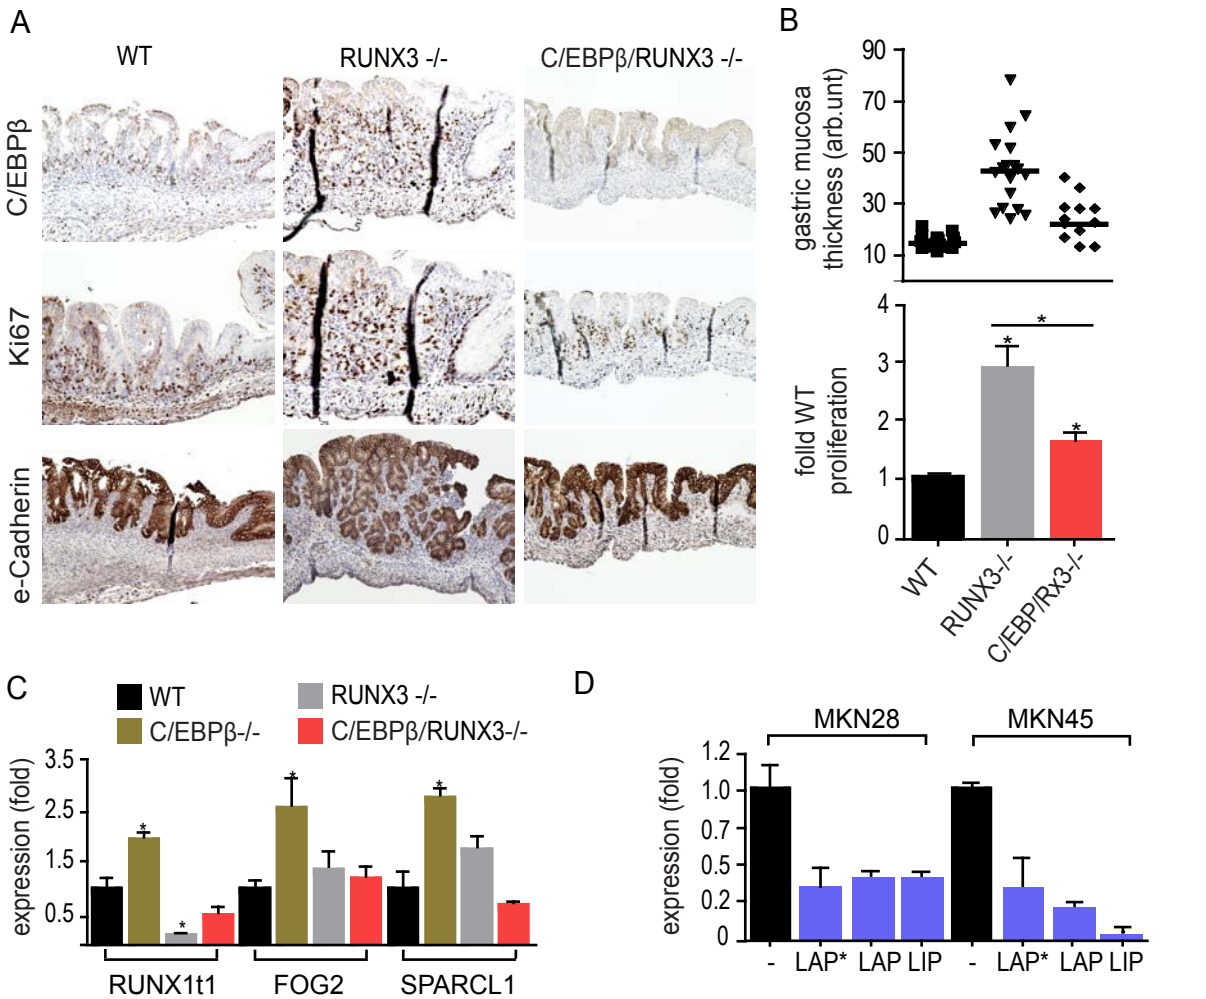 A
WT
RUNX3 -/-
C/EBPβ/RUNX3 -/-
C/EBPβ
Ki67
e-Cadherin
B
gastric mucosa
thickness (arb.unt)
90
70
50
30
10
fold WT
proliferation
4
3
2
1
0
*
*
*
WT
RUNX3-/-
C/EBP/Rx3-/-
C
WT
RUNX3 -/-
C/EBPβ-/-
C/EBPβ/RUNX3-/-
expression (fold)
3.5
2.5
1.5
0.5
*
*
*
*
RUNX1t1
FOG2
SPARCL1
D
MKN28
MKN45
expression (fold)
1.2
1.0
0.7
0.5
0.2
0
-
LAP*
LAP
LIP
-
LAP*
LAP
LIP